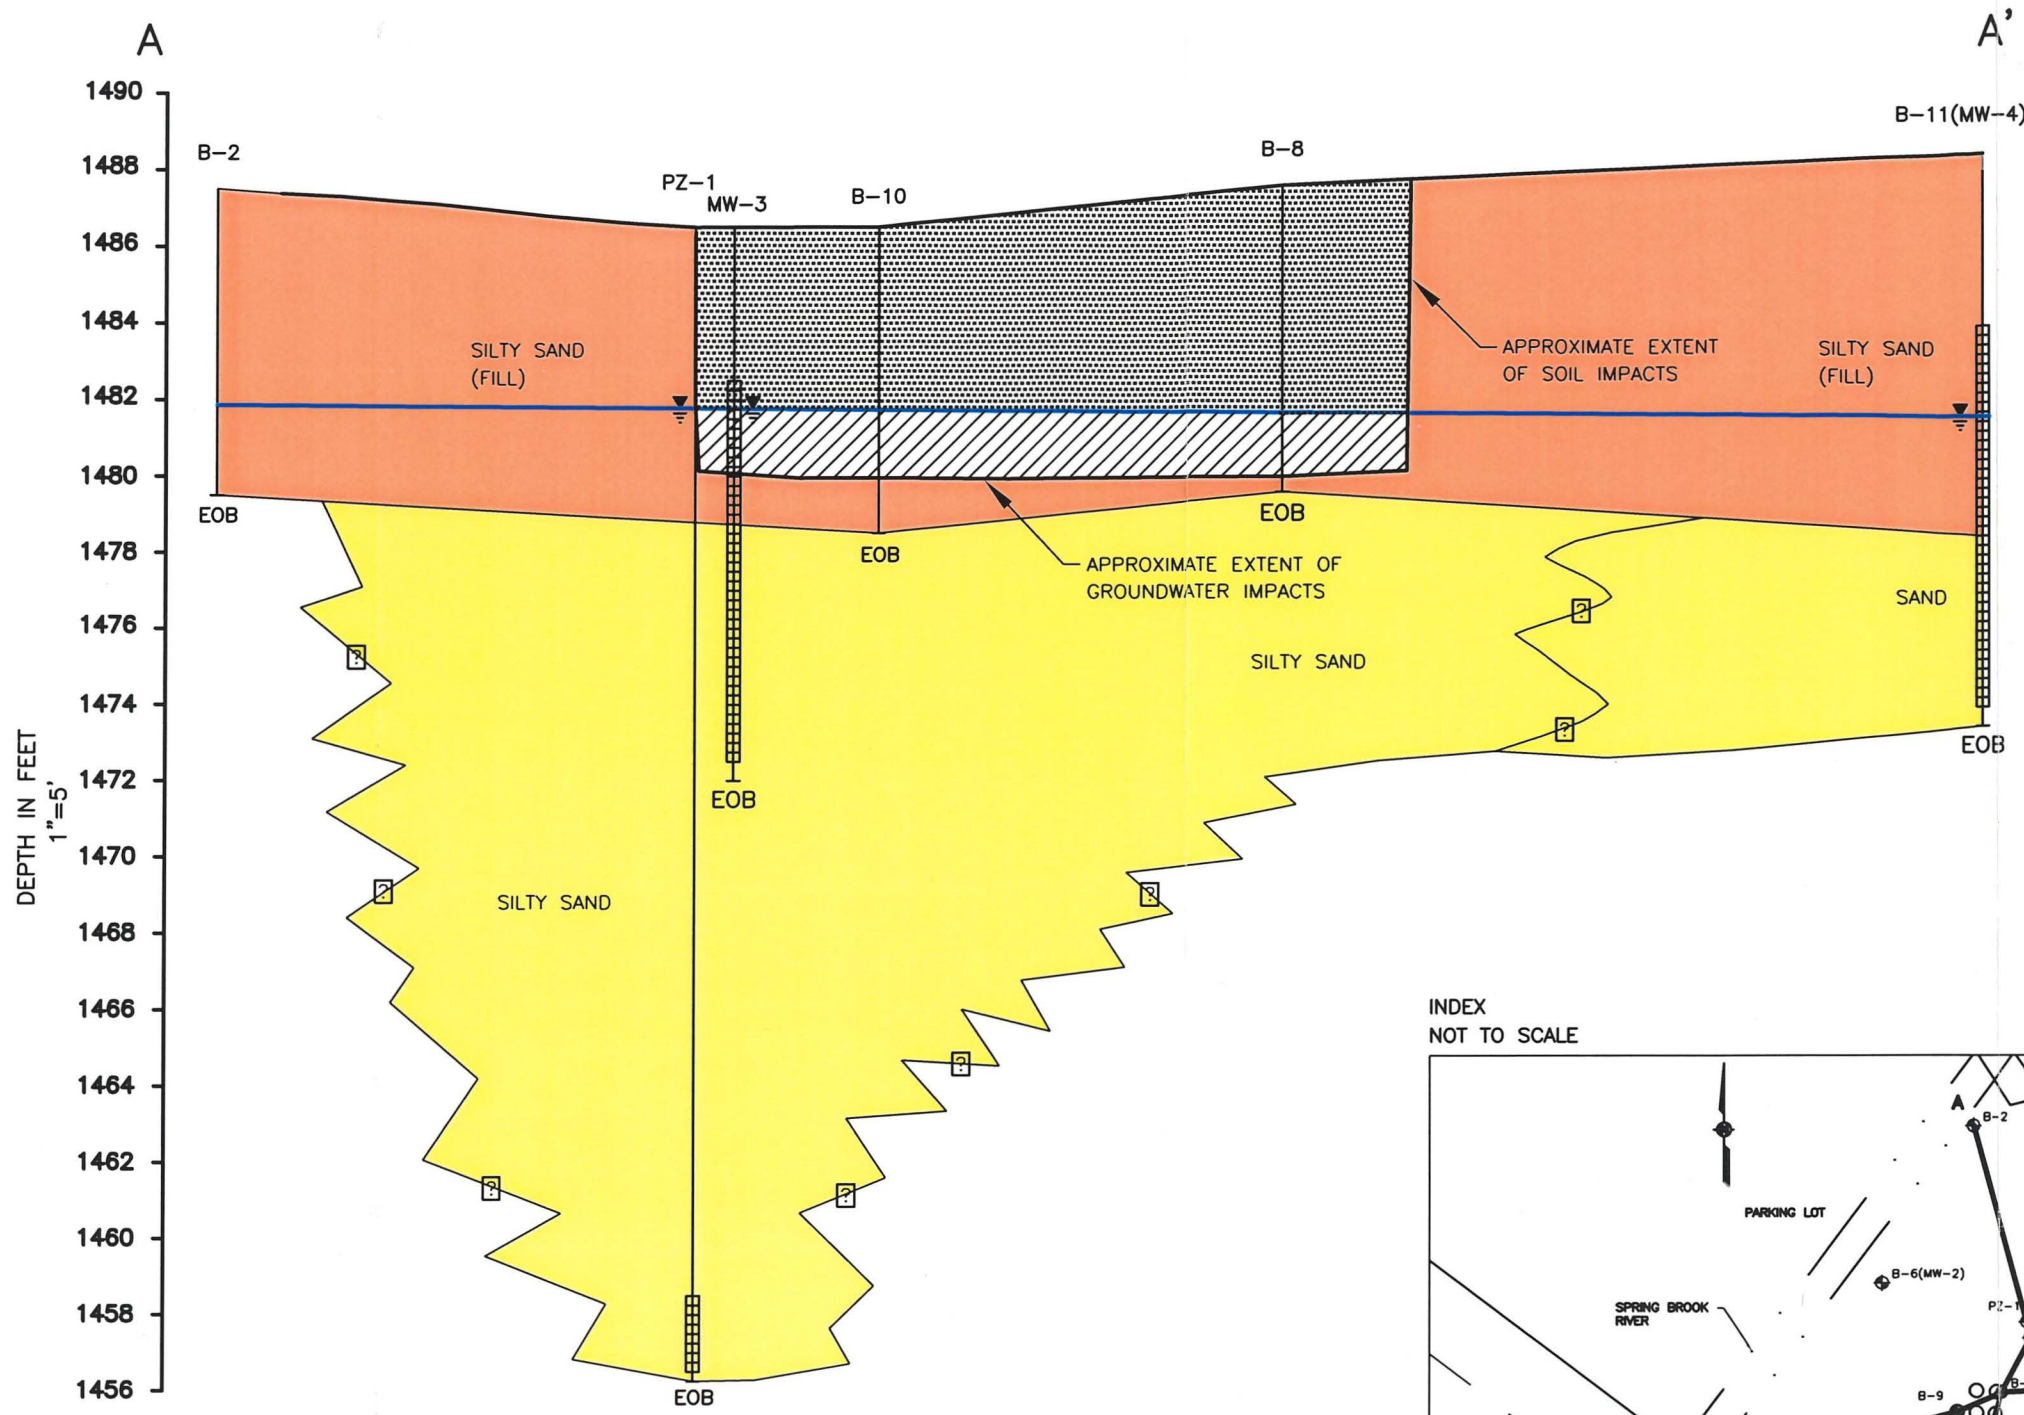 A
A'
1490
B-11(MW-4)
B-2
B-8
1488
PZ-1
MW-3
B-10
1486
1484
SILTY SAND
(FILL)
APPROXIMATE EXTENT
OF SOIL IMPACTS
SILTY SAND
(FILL)
1482
1480
EOB
EOB
1478
EOB
APPROXIMATE EXTENT OF
GROUNDWATER IMPACTS
SAND
?
1476
?
SILTY SAND
1474
?
EOB
DEPTH IN FEET
1"=5'
1472
EOB
1470
?
?
SILTY SAND
1468
1466
INDEX
NOT TO SCALE
?
1464
A
B-2
1462
?
?
PARKING LOT
1460
B-6(MW-2)
1458
SPRING BROOK
RIVER
PZ-1
1456
EOB
B-9
B-